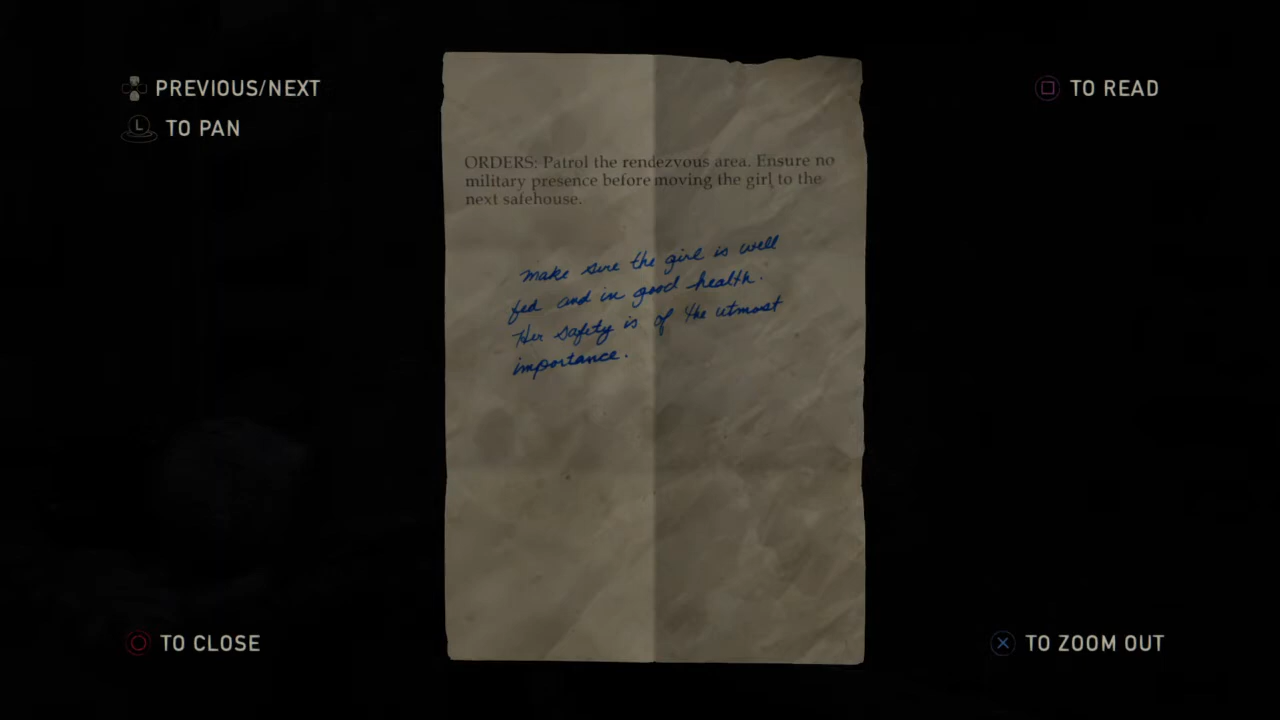 PREVIOUS/NEXT
L TO PAN
TO READ
ORDERS: Patrol the rendezvous area. Ensure no
military presence before moving the girl to the
next safehouse.
make sure the girl is well
fed and in good health.
Her safety is of the utmost
importance.
TO CLOSE
TO ZOOM OUT